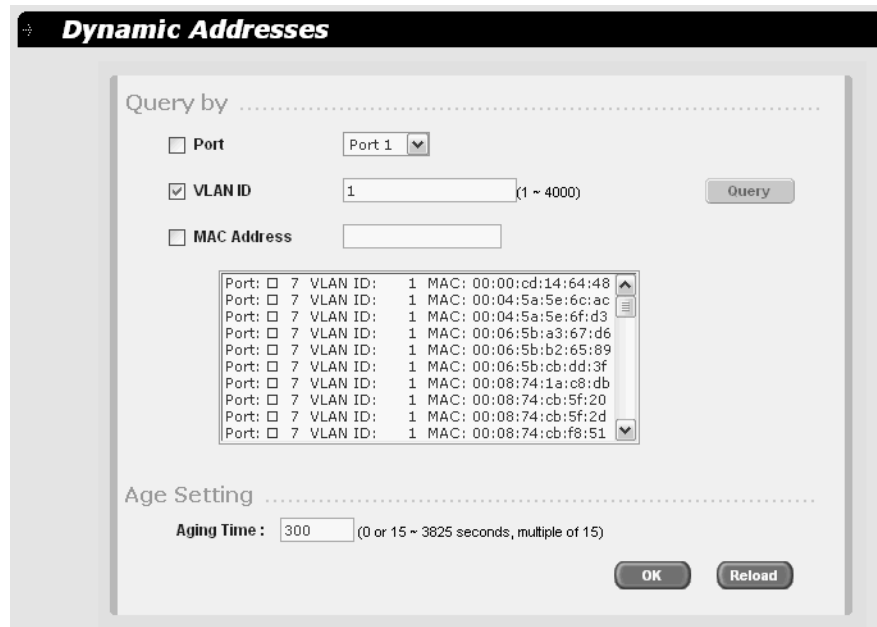 Dynamic Addresses
Query by
Port Port 1
VLAN ID 1 (1 ~ 4000) Query
MAC Address
Port: □ 7 VLAN ID: 1 MAC: 00:00:cd:14:64:48
Port: □ 7 VLAN ID: 1 MAC: 00:04:5a:5e:6c:ac
Port: □ 7 VLAN ID: 1 MAC: 00:04:5a:5e:6f:d3
Port: □ 7 VLAN ID: 1 MAC: 00:06:5b:a3:67:d6
Port: □ 7 VLAN ID: 1 MAC: 00:06:5b:b2:65:89
Port: □ 7 VLAN ID: 1 MAC: 00:06:5b:cb:dd:3f
Port: □ 7 VLAN ID: 1 MAC: 00:08:74:1a:c8:db
Port: □ 7 VLAN ID: 1 MAC: 00:08:74:cb:5f:20
Port: □ 7 VLAN ID: 1 MAC: 00:08:74:cb:5f:2d
Port: □ 7 VLAN ID: 1 MAC: 00:08:74:cb:f8:51
Age Setting
Aging Time : 300 (0 or 15 ~ 3825 seconds, multiple of 15)
OK Reload